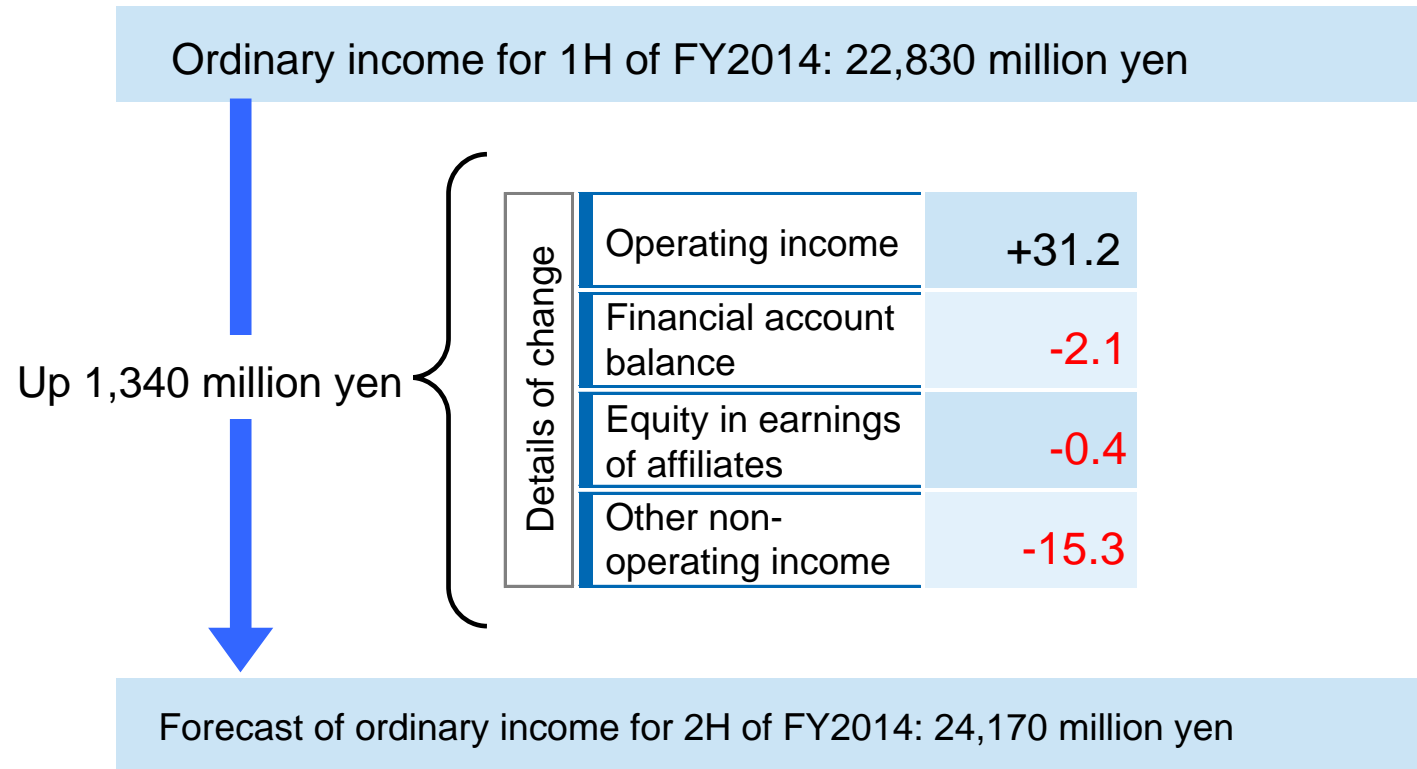 Ordinary income for 1H of FY2014: 22,830 million yen
Up 1,340 million yen
Details of change
Operating income +31.2
Financial account
balance -2.1
Equity in earnings
of affiliates -0.4
Other non-
operating income -15.3
Forecast of ordinary income for 2H of FY2014: 24,170 million yen